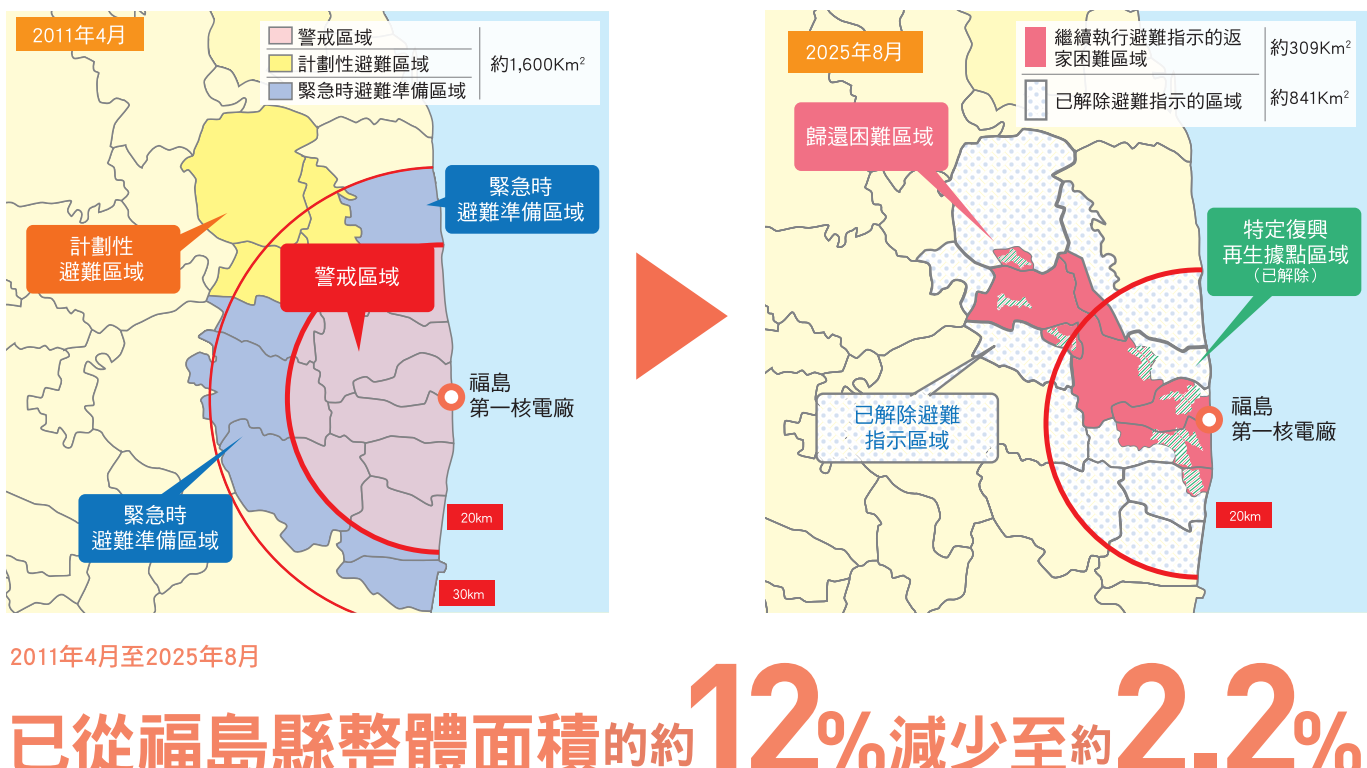 2011年4月
警戒區域
計劃性避難區域
緊急時避難準備區域
約1,600Km²
緊急時
避難準備區域
計劃性
避難區域
警戒區域
福島
第一核電廠
緊急時
避難準備區域
20km
30km
2025年8月
繼續執行避難指示的返
家困難區域
約309Km²
已解除避難指示的區域
約841Km²
歸還困難區域
特定復興
再生據點區域
（已解除）
已解除避難
指示區域
福島
第一核電廠
20km
2011年4月至2025年8月
已從福島縣整體面積的約12%減少至約2.2%